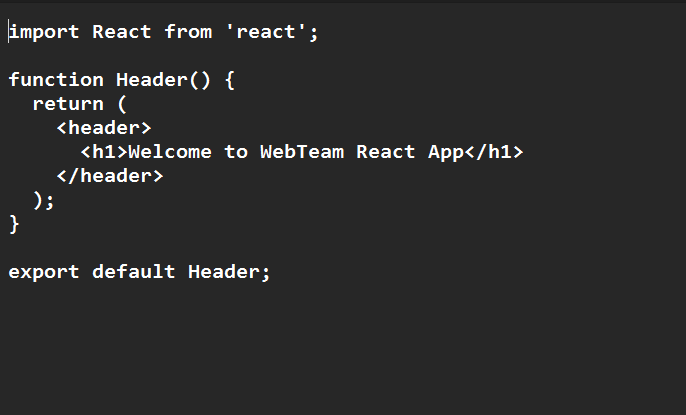 import React from 'react';
function Header() {
return (
<header>
<h1>Welcome to WebTeam React App</h1>
</header>
);
}
export default Header;